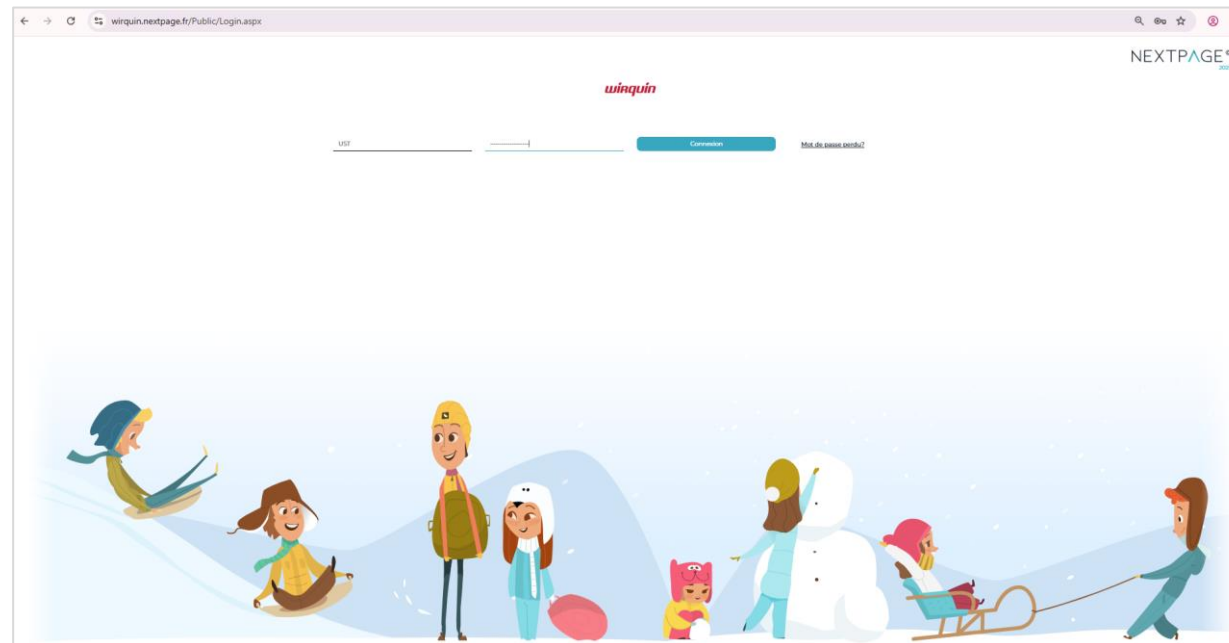 wirquin.nextpage.fr/Public/Login.aspx
NEXTPAGE
wirquin
UST
Connexion
Mot de passe perdu?